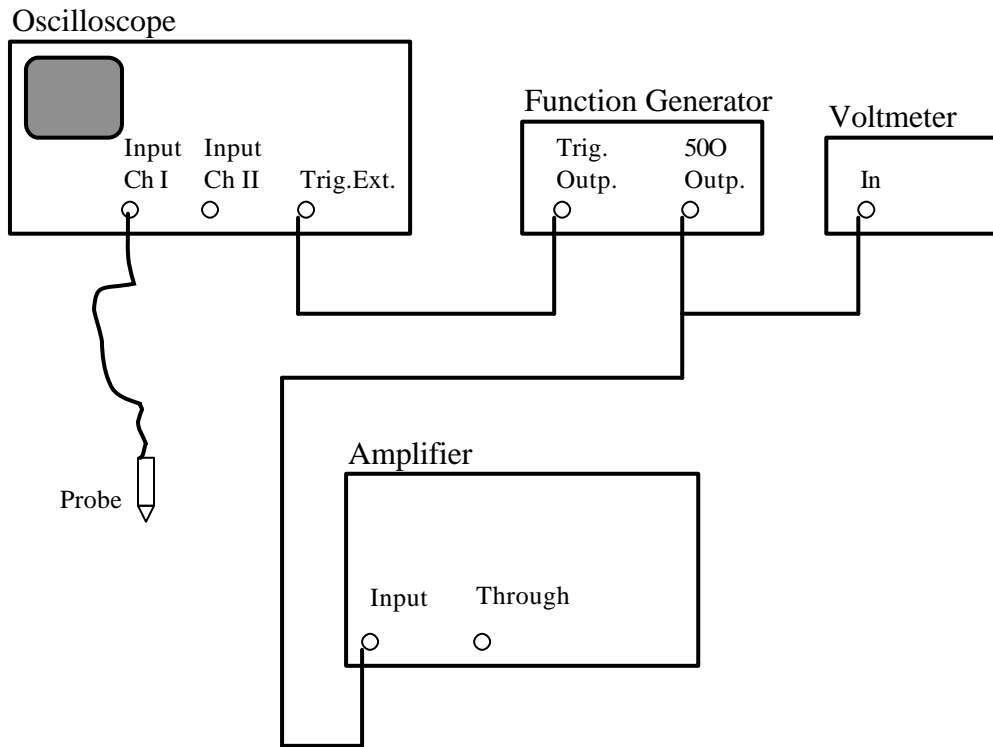 Oscilloscope
Input
Ch I
Input
Ch II
Trig.Ext.
Function Generator
Trig.
Outp.
50O
Outp.
Voltmeter
In
Probe
Amplifier
Input
Through